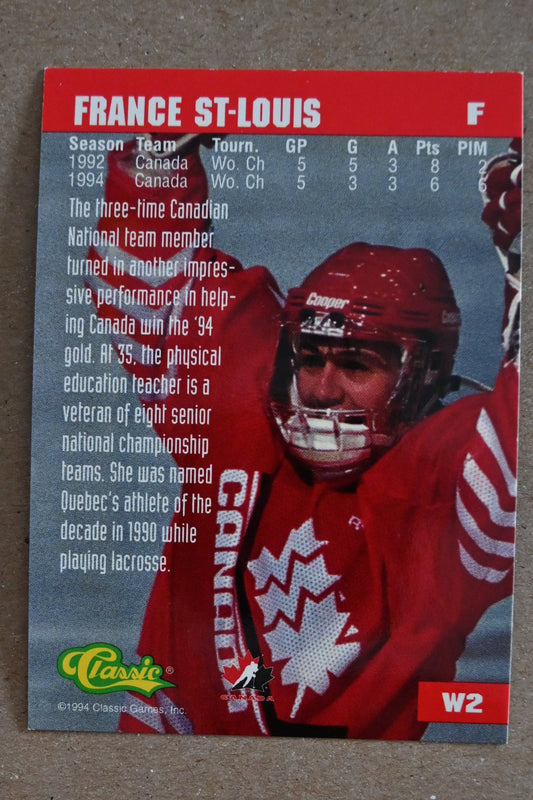 FRANCE ST-LOUIS F
Season Team Tourn. GP G A Pts PIM
1992 Canada Wo. Ch 5 5 3 8 2
1994 Canada Wo. Ch 5 3 3 6 6
The three-time Canadian
National team member
turned in another impres-
sive performance in help-
ing Canada win the '94
gold. At 35, the physical
education teacher is a
veteran of eight senior
national championship
teams. She was named
Quebec's athlete of the
decade in 1990 while
playing lacrosse.
Cooper
CANADA
Classic ®
CANADA
W2
©1994 Classic Games, Inc.